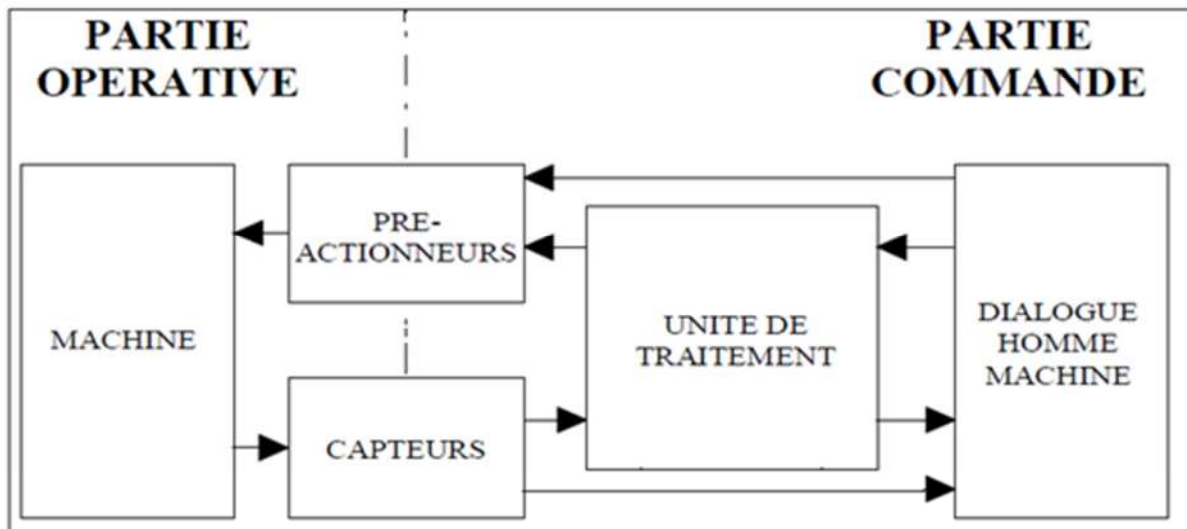 PARTIE
OPERATIVE
PARTIE
COMMANDE
PRE-
ACTIONNEURS
MACHINE
UNITE DE
TRAITEMENT
DIALOGUE
HOMME
MACHINE
CAPTEURS